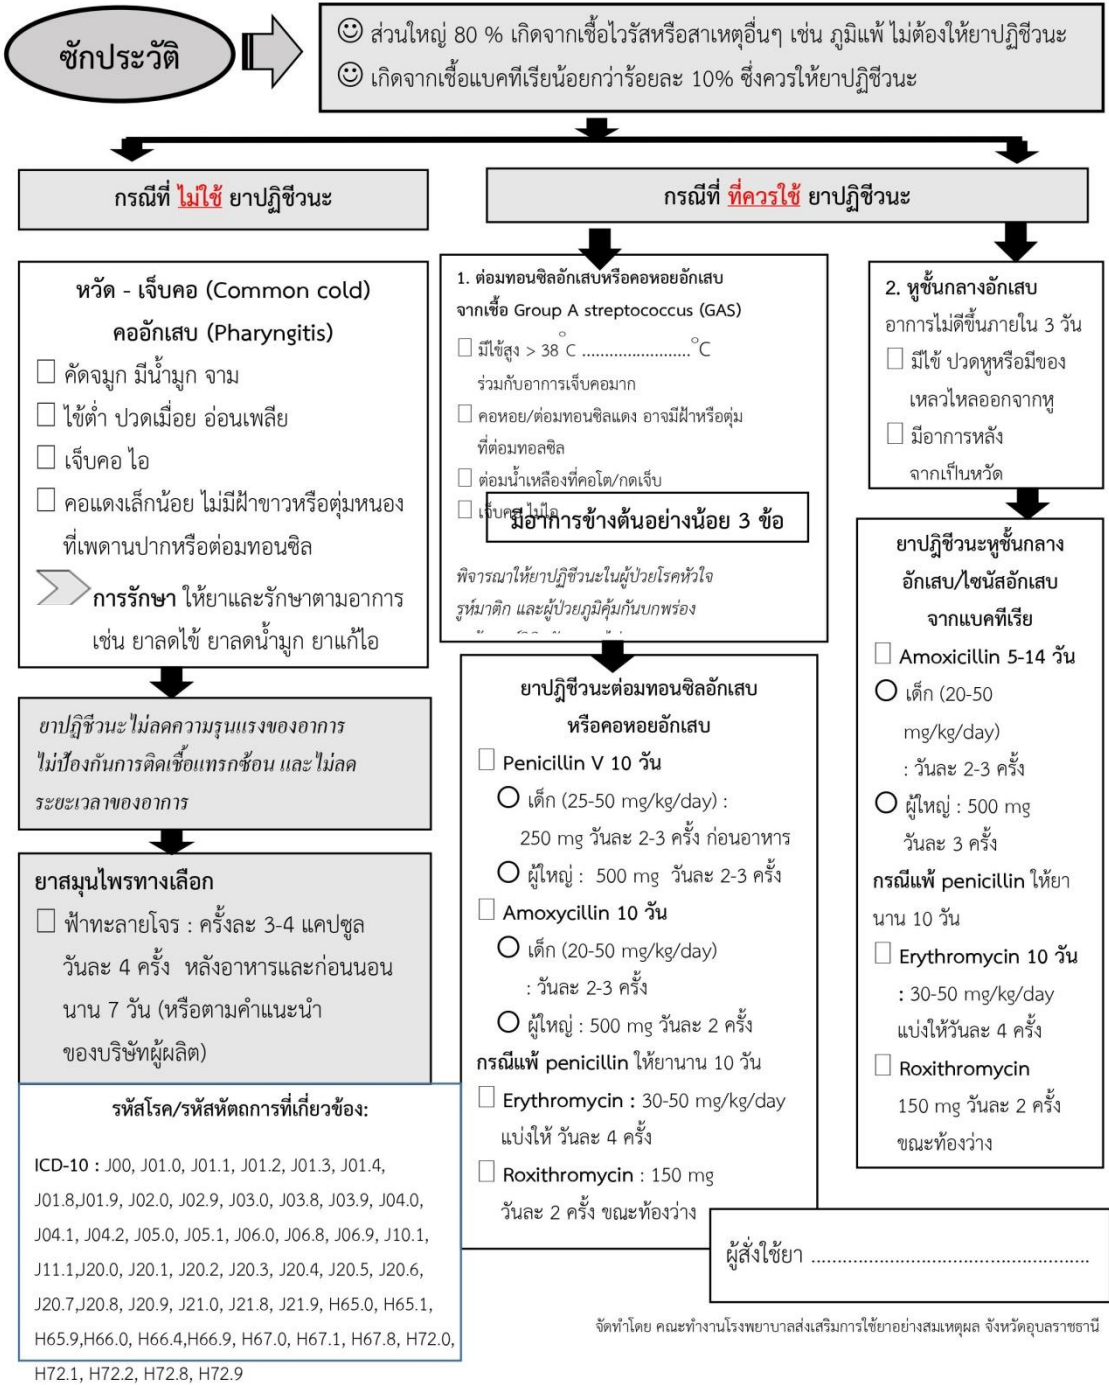 ซักประวัติ
☺ ส่วนใหญ่ 80 % เกิดจากเชื้อไวรัสหรือสาเหตุอื่นๆ เช่น ภูมิแพ้ ไม่ต้องให้ยาปฏิชีวนะ
☺ เกิดจากเชื้อแบคทีเรียน้อยกว่าร้อยละ 10% ซึ่งควรให้ยาปฏิชีวนะ
กรณีที่ ไม่ใช้ ยาปฏิชีวนะ
หวัด - เจ็บคอ (Common cold)
คออักเสบ (Pharyngitis)
☐ คัดจมูก มีน้ำมูก จาม
☐ ไข้ต่ำ ปวดเมื่อย อ่อนเพลีย
☐ เจ็บคอ ไอ
☐ คอแดงเล็กน้อย ไม่มีฝ้าขาวหรือตุ่มหนอง
ที่เพดานปากหรือต่อมทอนซิล
การรักษา ให้ยาและรักษาตามอาการ
เช่น ยาลดไข้ ยาลดน้ำมูก ยาแก้ไอ
ยาปฏิชีวนะ ไม่ลดความรุนแรงของอาการ
ไม่ป้องกันการติดเชื้อแทรกซ้อน และไม่ลด
ระยะเวลาของอาการ
ยาสมุนไพรทางเลือก
☐ ฟ้าทะลายโจร : ครั้งละ 3-4 แคปซูล
วันละ 4 ครั้ง หลังอาหารและก่อนนอน
นาน 7 วัน (หรือตามคำแนะนำ
ของบริษัทผู้ผลิต)
รหัสโรค/รหัสหัตถการที่เกี่ยวข้อง:
ICD-10 : J00, J01.0, J01.1, J01.2, J01.3, J01.4,
J01.8,J01.9, J02.0, J02.9, J03.0, J03.8, J03.9, J04.0,
J04.1, J04.2, J05.0, J05.1, J06.0, J06.8, J06.9, J10.1,
J11.1,J20.0, J20.1, J20.2, J20.3, J20.4, J20.5, J20.6,
J20.7,J20.8, J20.9, J21.0, J21.8, J21.9, H65.0, H65.1,
H65.9,H66.0, H66.4,H66.9, H67.0, H67.1, H67.8, H72.0,
H72.1, H72.2, H72.8, H72.9
กรณีที่ ที่ควรใช้ ยาปฏิชีวนะ
1. ต่อมทอนซิลอักเสบหรือคอหอยอักเสบ
จากเชื้อ Group A streptococcus (GAS)
☐ มีไข้สูง > 38 °C ........................°C
ร่วมกับอาการเจ็บคอมาก
☐ คอหอย/ต่อมทอนซิลแดง อาจมีฝ้าหรือตุ่ม
ที่ต่อมทอลซิล
☐ ต่อมน้ำเหลืองที่คอโต/กดเจ็บ
☐ เจ็บคอ ไม่ไอ
มีอาการข้างต้นอย่างน้อย 3 ข้อ
พิจารณาให้ยาปฏิชีวนะในผู้ป่วยโรคหัวใจ
รูห์มาติก และผู้ป่วยภูมิคุ้มกันบกพร่อง
ยาปฎิชีวนะต่อมทอนซิลอักเสบ
หรือคอหอยอักเสบ
☐ Penicillin V 10 วัน
○ เด็ก (25-50 mg/kg/day) :
250 mg วันละ 2-3 ครั้ง ก่อนอาหาร
○ ผู้ใหญ่ : 500 mg วันละ 2-3 ครั้ง
☐ Amoxycillin 10 วัน
○ เด็ก (20-50 mg/kg/day)
: วันละ 2-3 ครั้ง
○ ผู้ใหญ่ : 500 mg วันละ 2 ครั้ง
กรณีแพ้ penicillin ให้ยานาน 10 วัน
☐ Erythromycin : 30-50 mg/kg/day
แบ่งให้ วันละ 4 ครั้ง
☐ Roxithromycin : 150 mg
วันละ 2 ครั้ง ขณะท้องว่าง
2. หูชั้นกลางอักเสบ
อาการไม่ดีขึ้นภายใน 3 วัน
☐ มีไข้ ปวดหูหรือมีของ
เหลวไหลออกจากหู
☐ มีอาการหลัง
จากเป็นหวัด
ยาปฎิชีวนะหูชั้นกลาง
อักเสบ/ไซนัสอักเสบ
จากแบคทีเรีย
☐ Amoxicillin 5-14 วัน
○ เด็ก (20-50
mg/kg/day)
: วันละ 2-3 ครั้ง
○ ผู้ใหญ่ : 500 mg
วันละ 3 ครั้ง
กรณีแพ้ penicillin ให้ยา
นาน 10 วัน
☐ Erythromycin 10 วัน
: 30-50 mg/kg/day
แบ่งให้วันละ 4 ครั้ง
☐ Roxithromycin
150 mg วันละ 2 ครั้ง
ขณะท้องว่าง
ผู้สั่งใช้ยา ..................................................
จัดทำโดย คณะทำงานโรงพยาบาลส่งเสริมการใช้ยาอย่างสมเหตุผล จังหวัดอุบลราชธานี